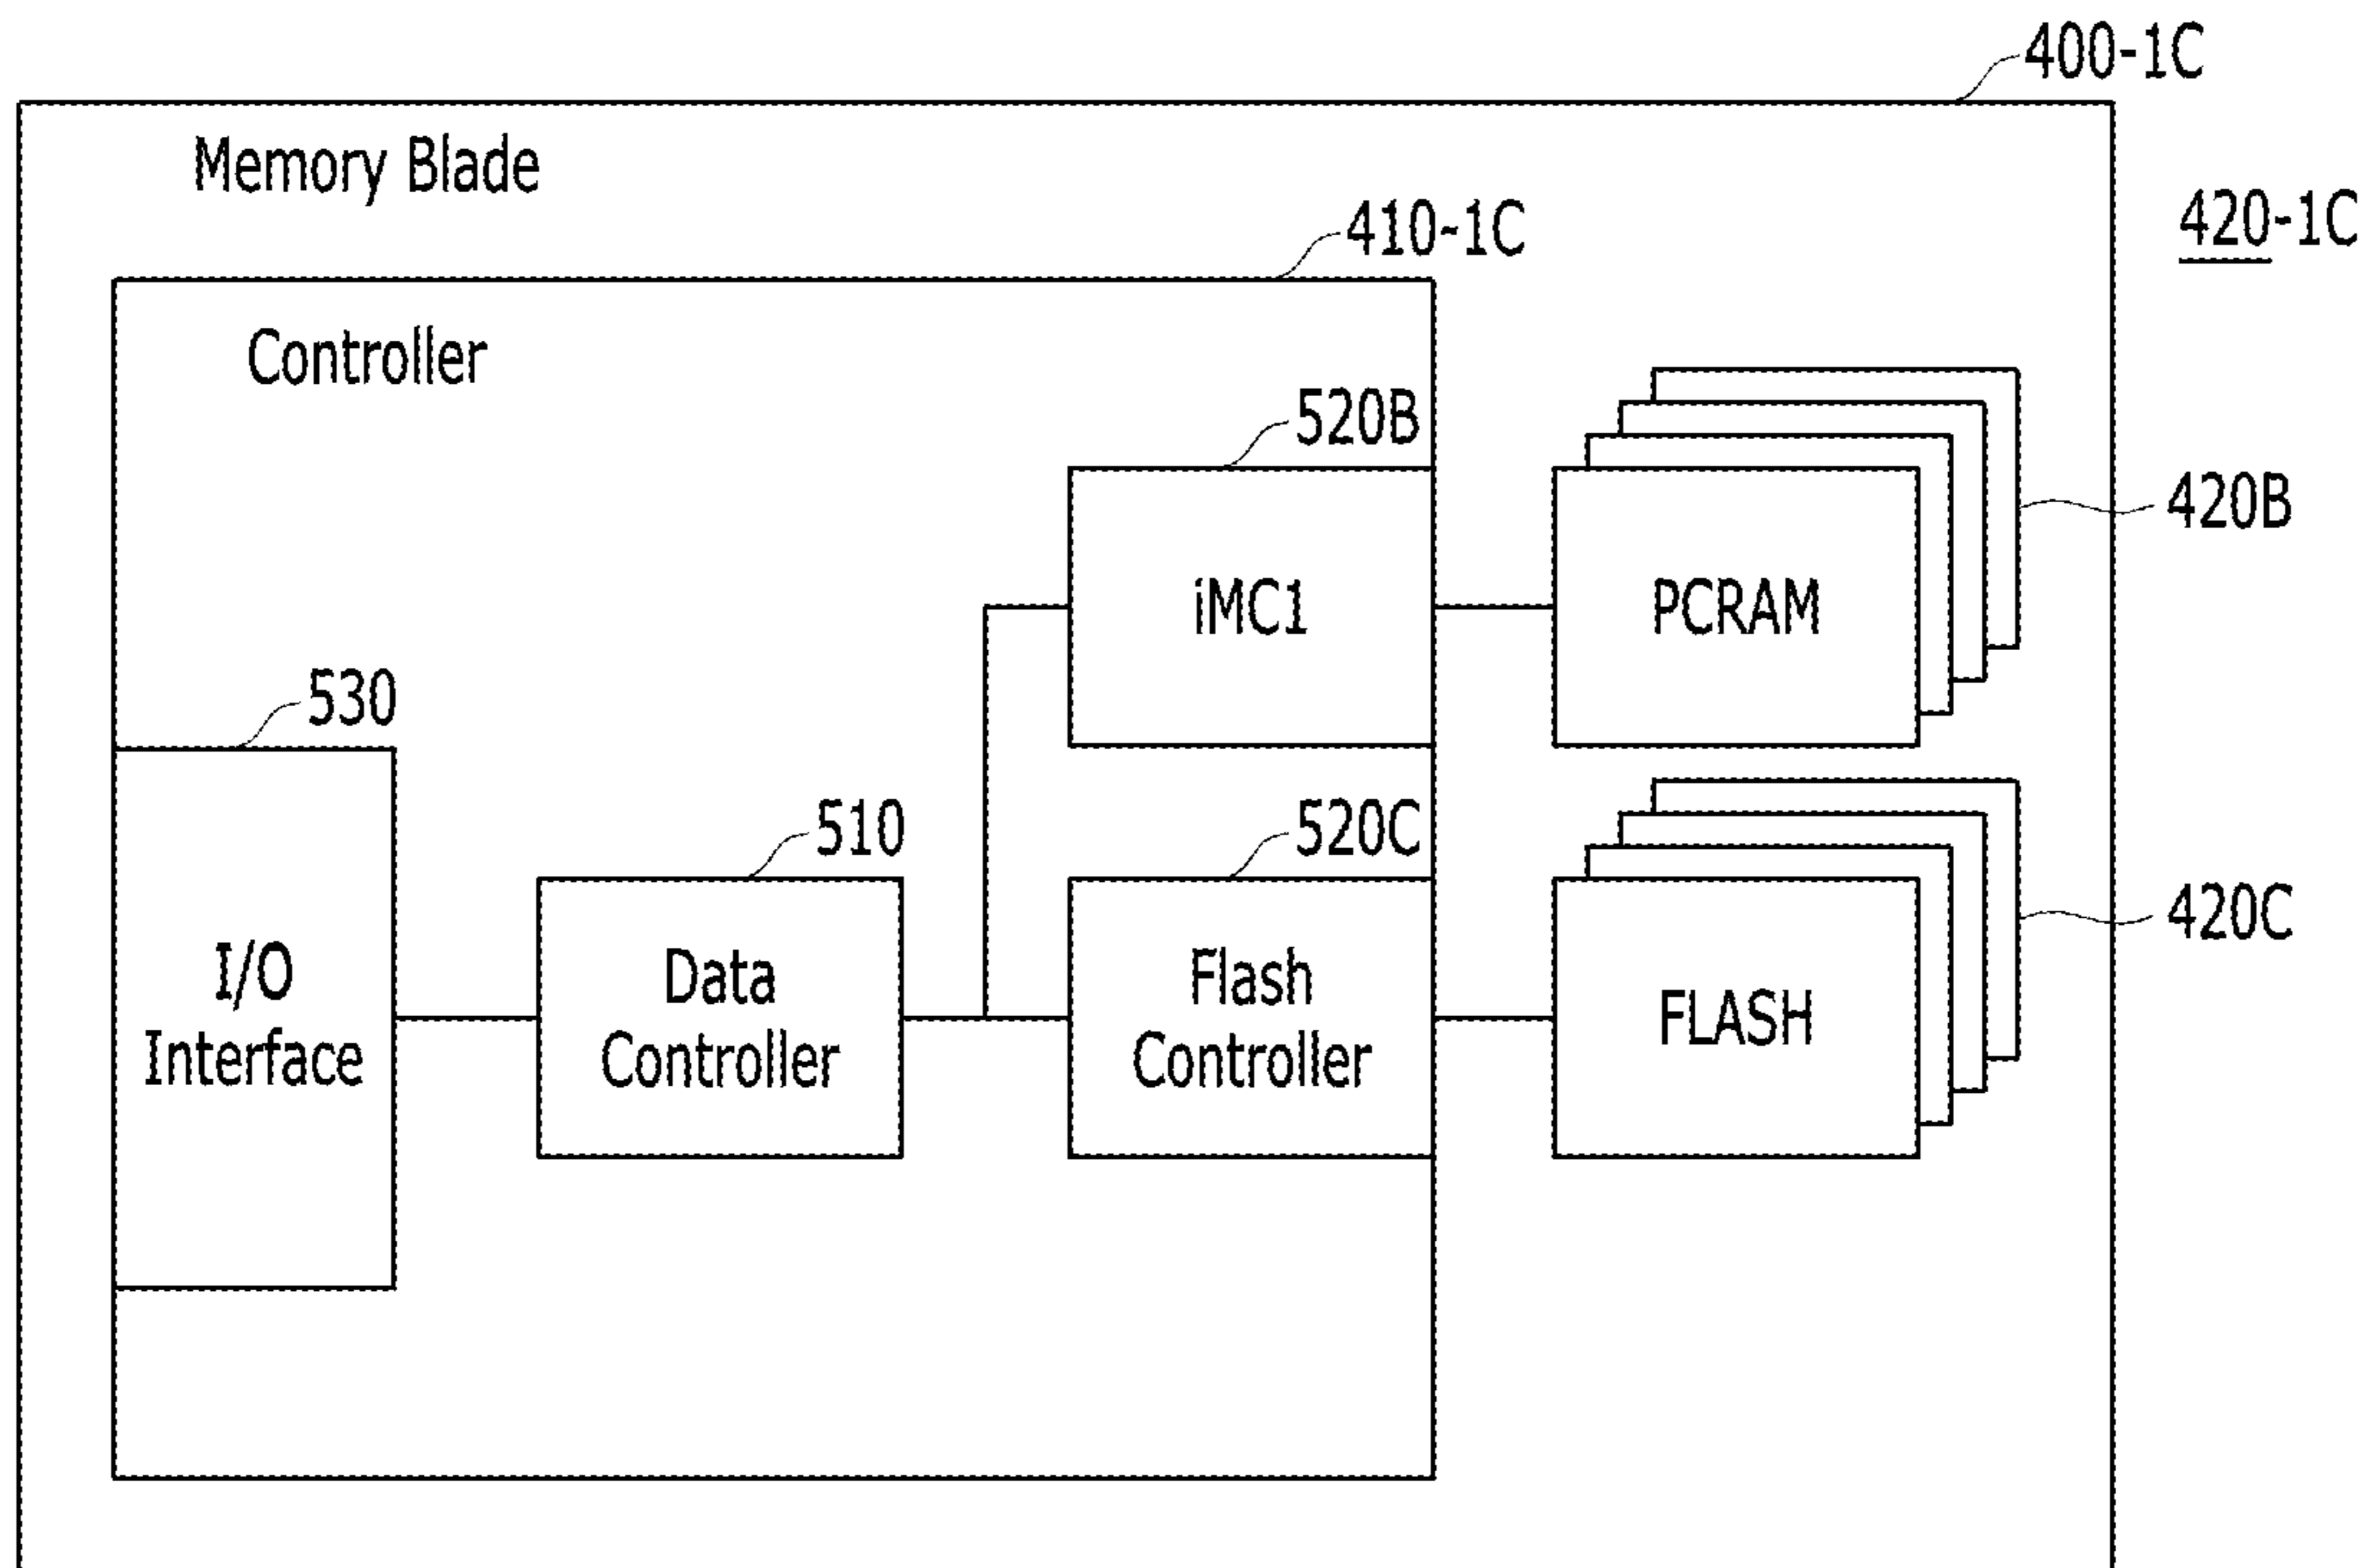 400-1C
Memory Blade
420-1C
410-1C
Controller
520B
420B
iMC1
PCRAM
530
510
520C
420C
I/O
Interface
Data
Controller
Flash
Controller
FLASH